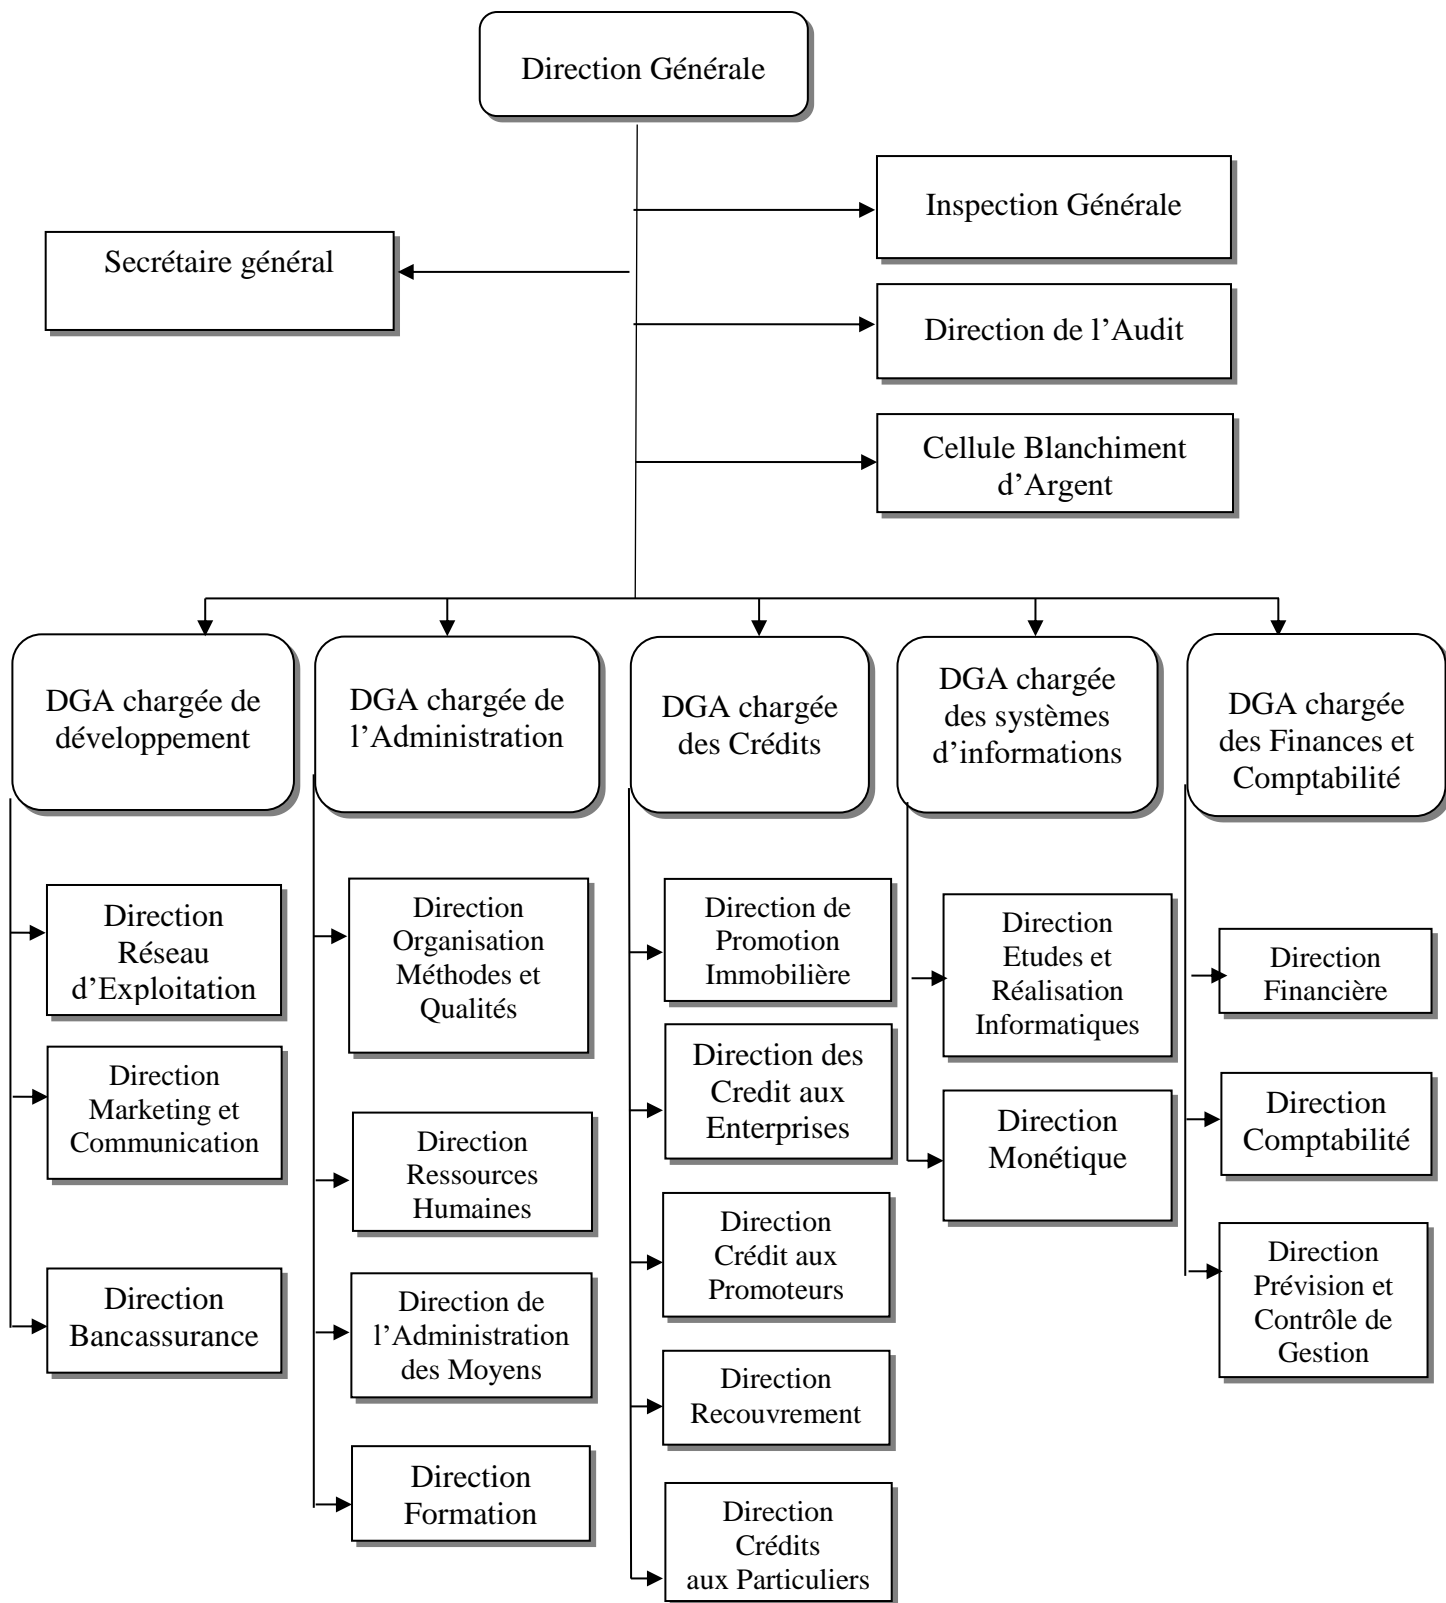 Direction Générale
Inspection Générale
Secrétaire général
Direction de l’Audit
Cellule Blanchiment
d’Argent
DGA chargée de
développement
DGA chargée de
l’Administration
DGA chargée
des Crédits
DGA chargée
des systèmes
d’informations
DGA chargée
des Finances et
Comptabilité
Direction
Réseau
d’Exploitation
Direction
Marketing et
Communication
Direction
Bancassurance
Direction
Organisation
Méthodes et
Qualités
Direction
Ressources
Humaines
Direction de
l’Administration
des Moyens
Direction
Formation
Direction de
Promotion
Immobilière
Direction des
Credit aux
Enterprises
Direction
Crédit aux
Promoteurs
Direction
Recouvrement
Direction
Crédits
aux Particuliers
Direction
Etudes et
Réalisation
Informatiques
Direction
Monétique
Direction
Financière
Direction
Comptabilité
Direction
Prévision et
Contrôle de
Gestion